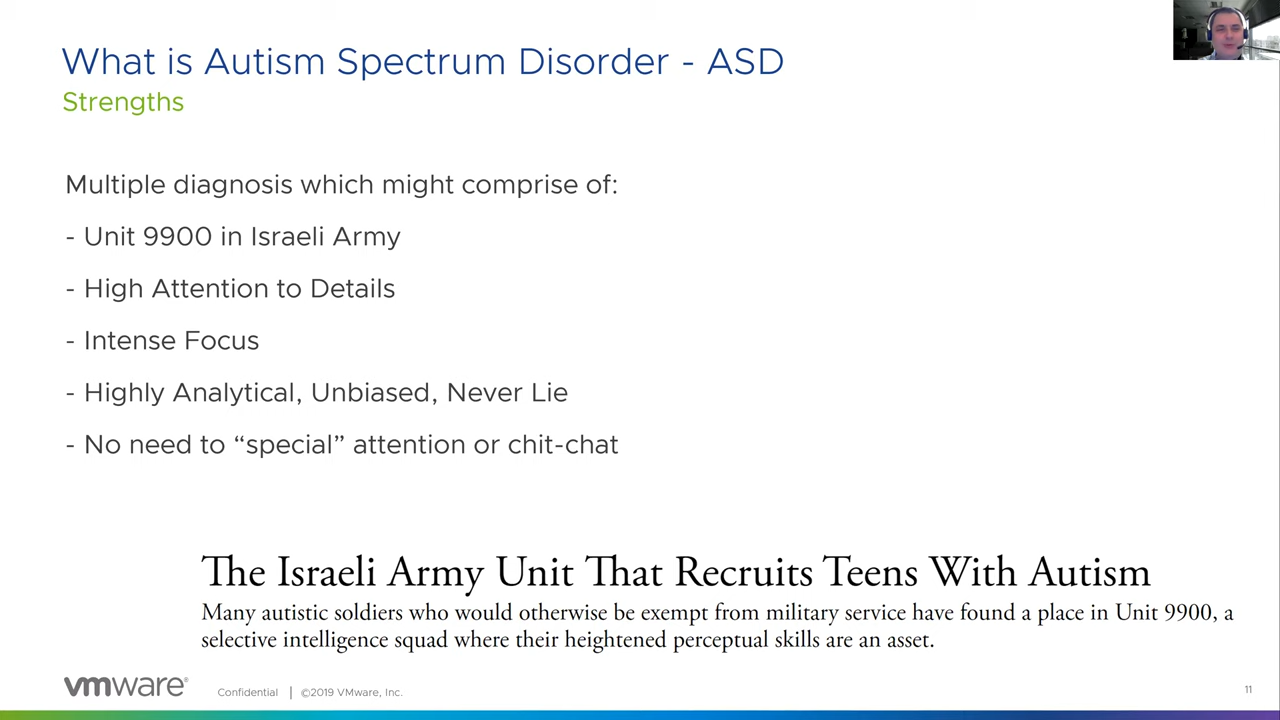 What is Autism Spectrum Disorder - ASD
Strengths
Multiple diagnosis which might comprise of:
- Unit 9900 in Israeli Army
- High Attention to Details
- Intense Focus
- Highly Analytical, Unbiased, Never Lie
- No need to “special” attention or chit-chat
The Israeli Army Unit That Recruits Teens With Autism
Many autistic soldiers who would otherwise be exempt from military service have found a place in Unit 9900, a
selective intelligence squad where their heightened perceptual skills are an asset.
vmware® Confidential | ©2019 VMware, Inc. 11